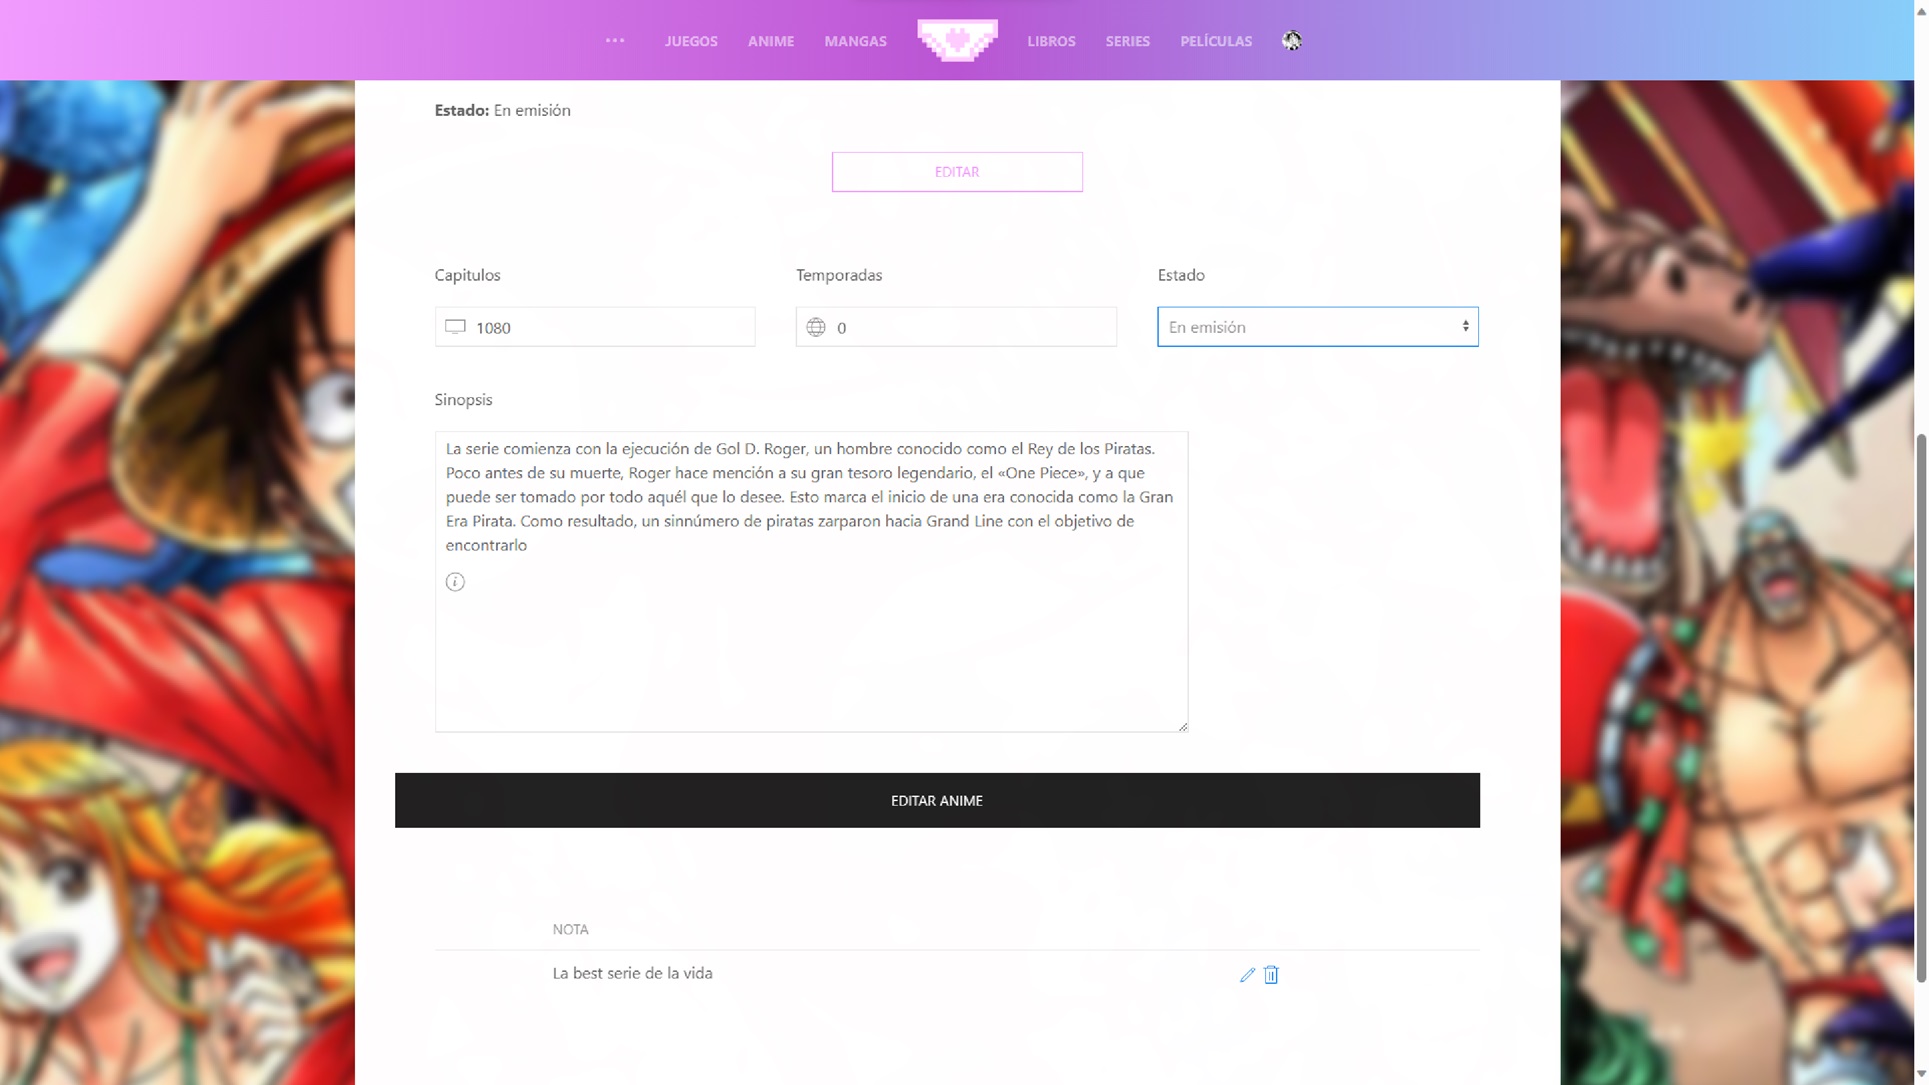 JUEGOS ANIME MANGAS LIBROS SERIES PELÍCULAS
Estado: En emisión
EDITAR
Capitulos Temporadas Estado
1080 0 En emisión
Sinopsis
La serie comienza con la ejecución de Gol D. Roger, un hombre conocido como el Rey de los Piratas.
Poco antes de su muerte, Roger hace mención a su gran tesoro legendario, el «One Piece», y a que
puede ser tomado por todo aquél que lo desee. Esto marca el inicio de una era conocida como la Gran
Era Pirata. Como resultado, un sinnúmero de piratas zarparon hacia Grand Line con el objetivo de
encontrarlo
EDITAR ANIME
NOTA
La best serie de la vida